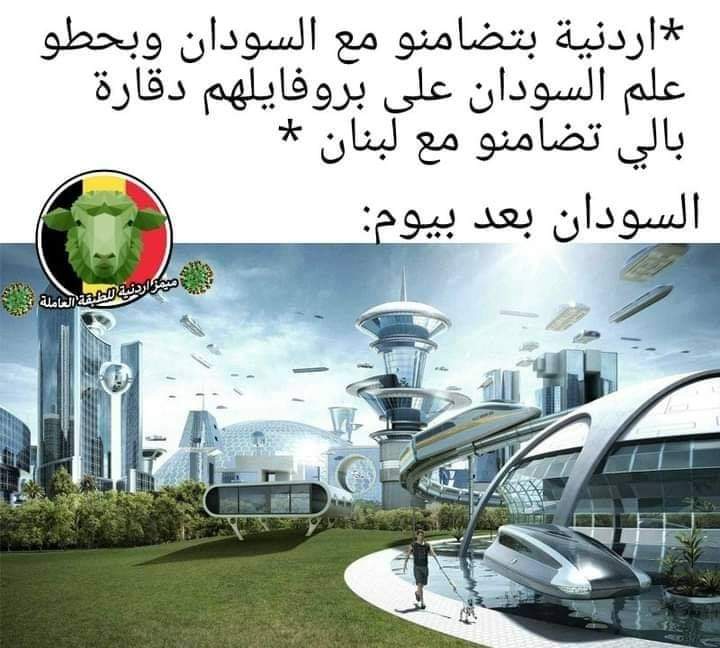 *اردنية بتضامنو مع السودان وبحطو
علم السودان على بروفايلهم دقارة
بالي تضامنو مع لبنان *
السودان بعد بيوم:
ميمز اردنية للطبقة العاملة